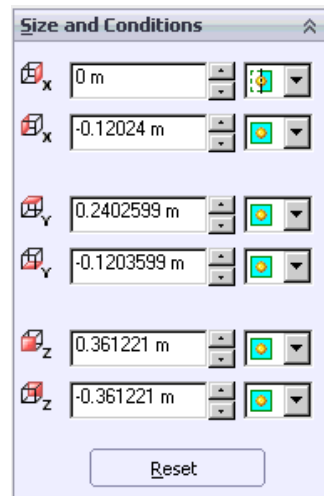 Size and Conditions
X 0 m
X -0.12024 m
Y 0.2402599 m
Y -0.1203599 m
Z 0.361221 m
Z -0.361221 m
Reset